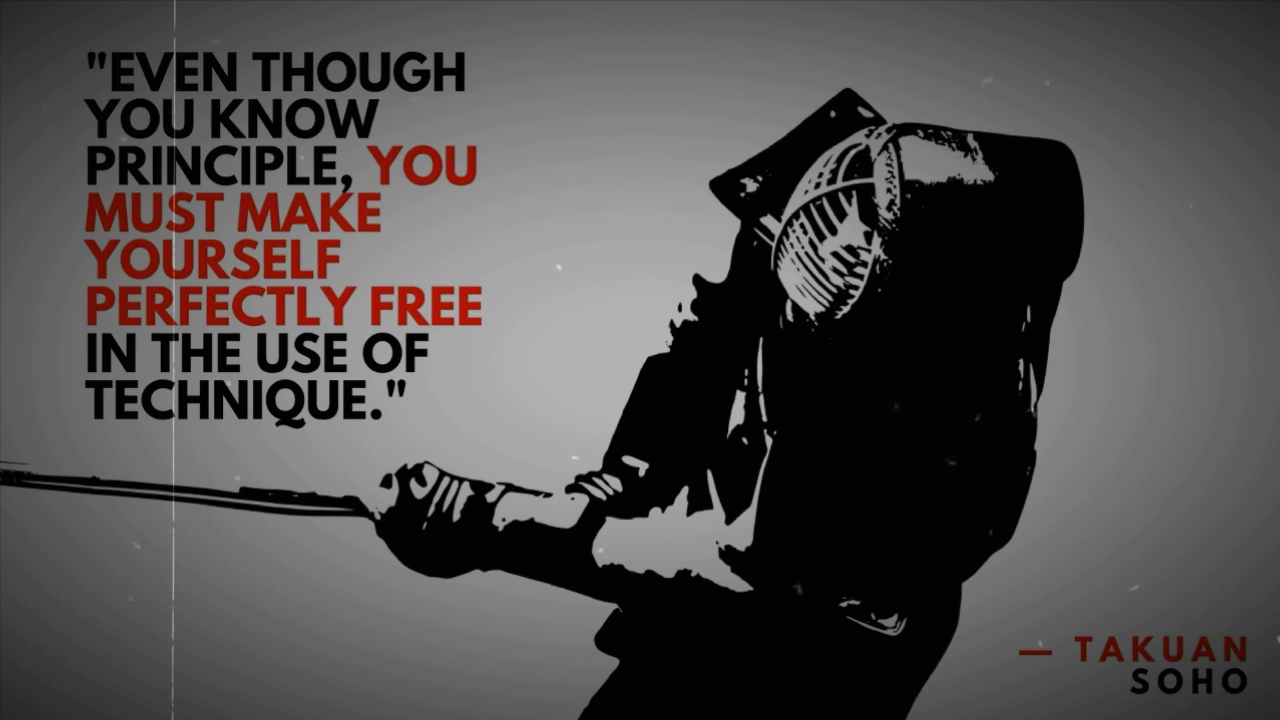 "EVEN THOUGH
YOU KNOW
PRINCIPLE, YOU
MUST MAKE
YOURSELF
PERFECTLY FREE
IN THE USE OF
TECHNIQUE."
— TAKUAN
SOHO